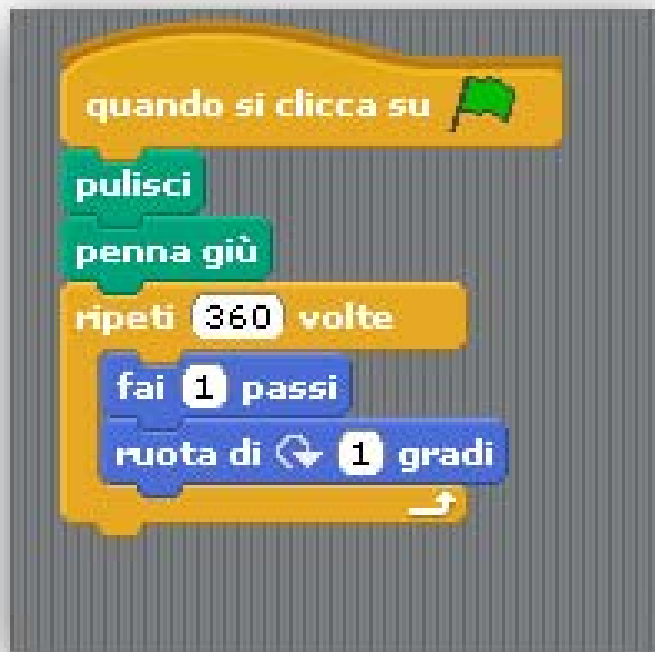 quando si clicca su
pulisci
penna giù
ripeti 360 volte
fai 1 passi
ruota di 1 gradi